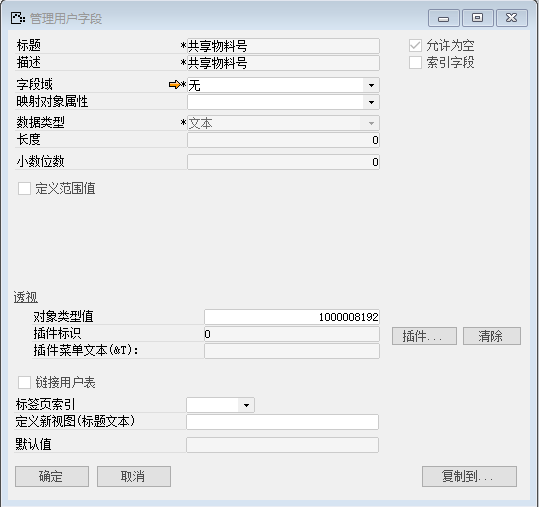 管理用户字段
标题 *共享物料号 允许为空
描述 *共享物料号 索引字段
字段域 *无
映射对象属性
数据类型 *文本
长度 0
小数位数 0
定义范围值
透视
对象类型值 1000008192
插件标识 0 插件... 清除
插件菜单文本(&T):
链接用户表
标签页索引
定义新视图(标题文本)
默认值
确定 取消 复制到...